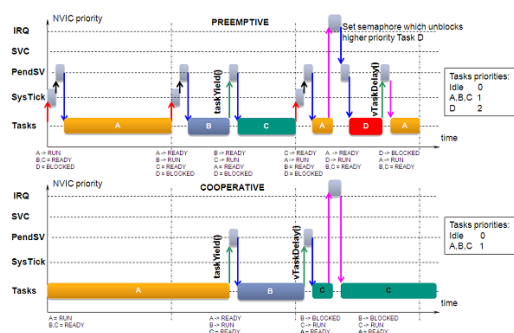 NVIC priority
PREEMPTIVE
IRQ
SVC
PendSV
SysTick
Tasks
Set semaphore which unblocks
higher priority Task D
taskYield()
vTaskDelay()
A
B
C
A
D
A
time
Tasks priorities:
Idle 0
A,B,C 1
D 2
A -> RUN
B,C = READY
D = BLOCKED
A -> READY
B -> RUN
C = READY
D = BLOCKED
B -> READY
C -> RUN
A = READY
D = BLOCKED
C -> READY
A -> RUN
B = READY
D = BLOCKED
A -> READY
D -> RUN
B,C = READY
D -> BLOCKED
A -> RUN
B,C = READY
NVIC priority
COOPERATIVE
IRQ
SVC
PendSV
SysTick
Tasks
taskYield()
vTaskDelay()
A
B
C
C
time
Tasks priorities:
Idle 0
A,B,C 1
A = RUN
B,C = READY
A -> READY
B -> RUN
C = READY
B -> BLOCKED
C -> RUN
A = READY
B -> BLOCKED
C -> RUN
A = READY